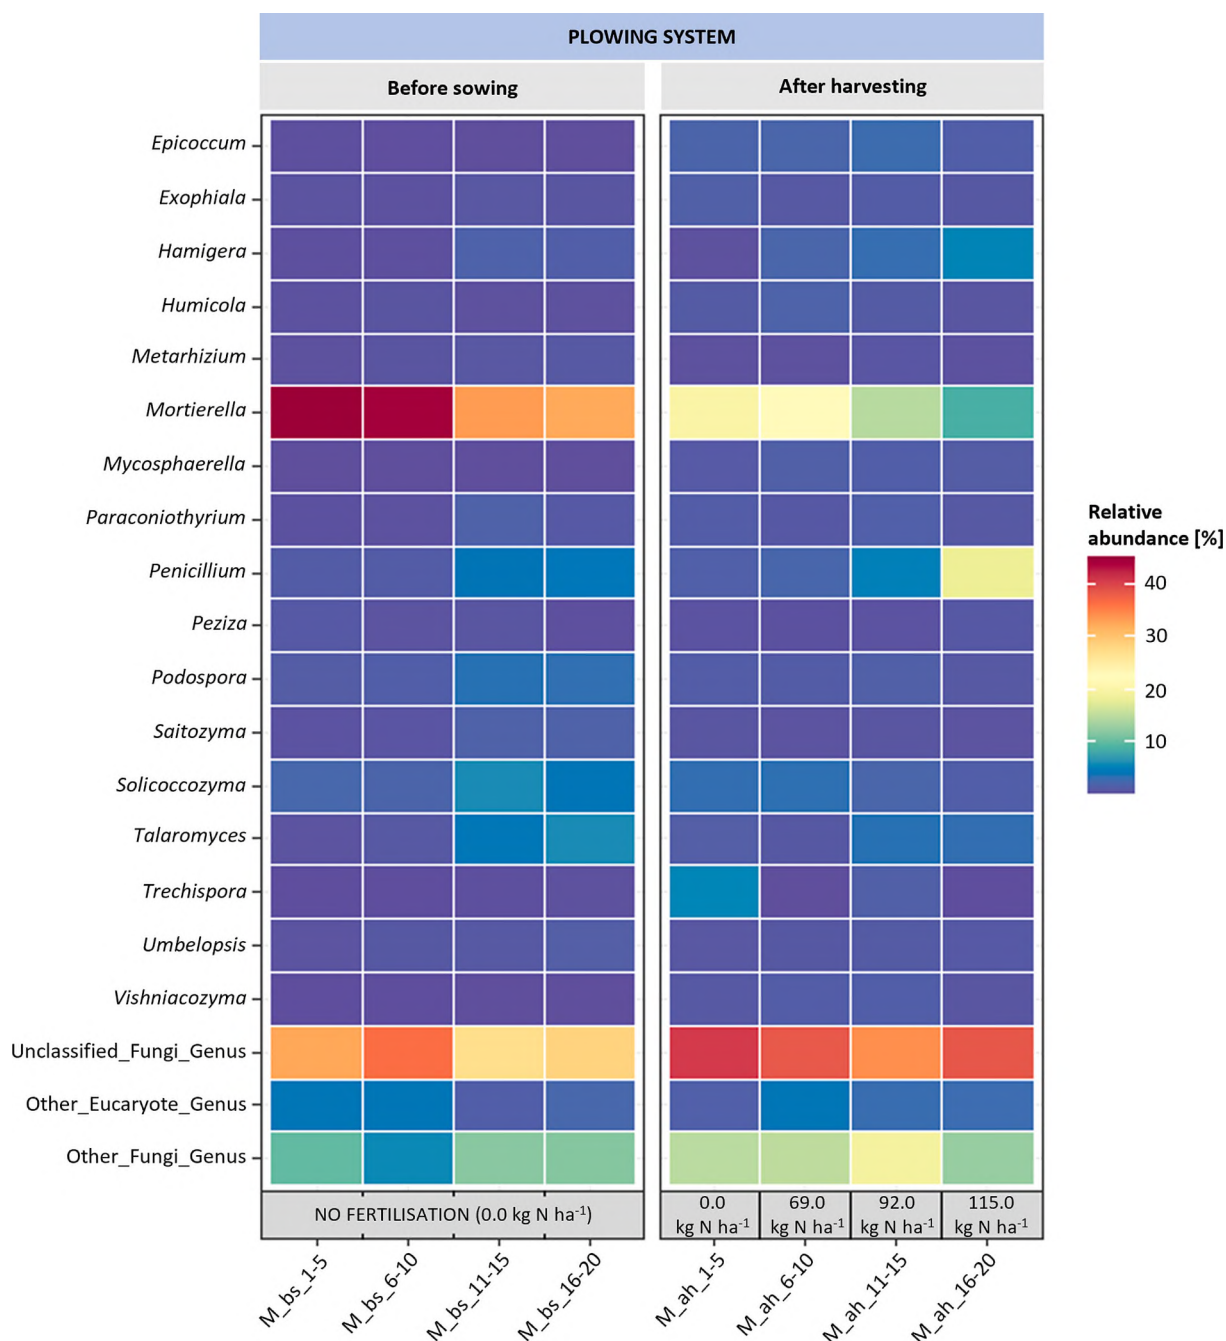 PLOWING SYSTEM
Before sowing
After harvesting
Epicoccum
Exophiala
Hamigera
Humicola
Metarhizium
Mortierella
Mycosphaerella
Paraconiothyrium
Penicillium
Peziza
Podospora
Saitozyma
Solicoccozyma
Talaromyces
Trechispora
Umbelopsis
Vishniacozyma
Unclassified_Fungi_Genus
Other_Eucaryote_Genus
Other_Fungi_Genus
NO FERTILISATION (0.0 kg N ha⁻¹)
0.0
kg N ha⁻¹
69.0
kg N ha⁻¹
92.0
kg N ha⁻¹
115.0
kg N ha⁻¹
M_bs_1-5
M_bs_6-10
M_bs_11-15
M_bs_16-20
M_ah_1-5
M_ah_6-10
M_ah_11-15
M_ah_16-20
Relative
abundance [%]
40
30
20
10